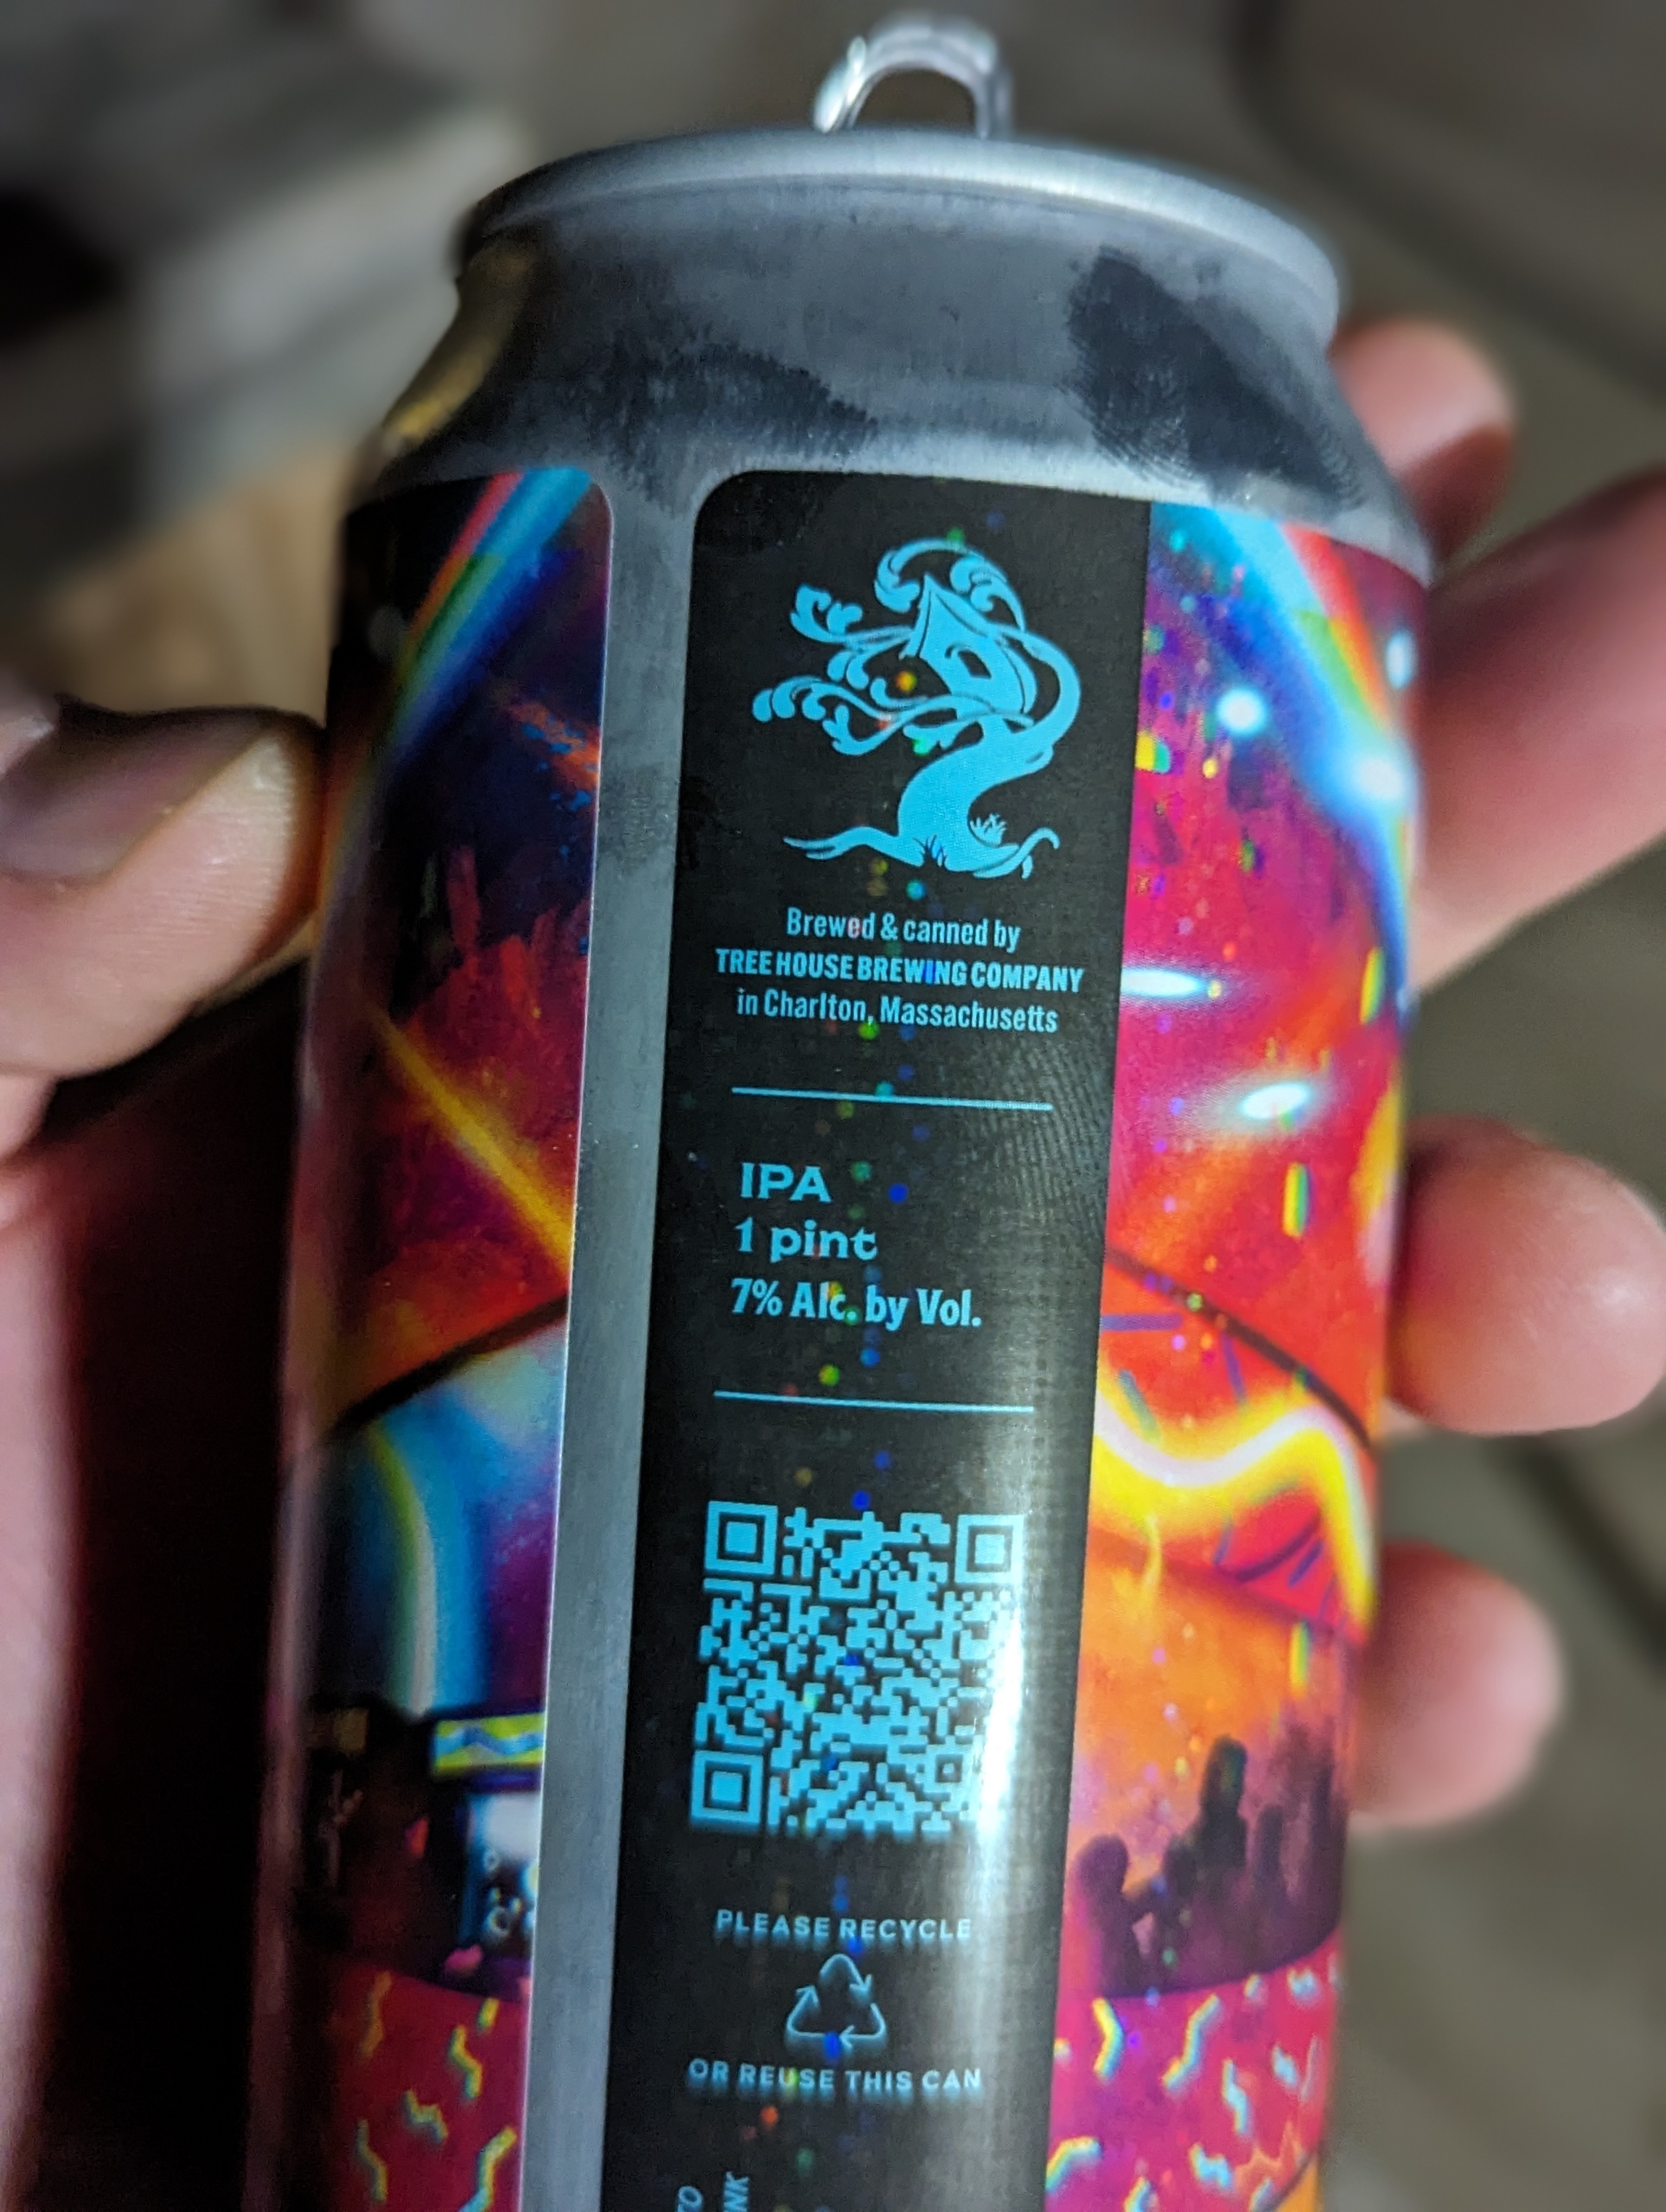 Brewed & canned by
TREE HOUSE BREWING COMPANY
in Charlton, Massachusetts
IPA
1 pint
7% Alc. by Vol.
PLEASE RECYCLE
OR REUSE THIS CAN